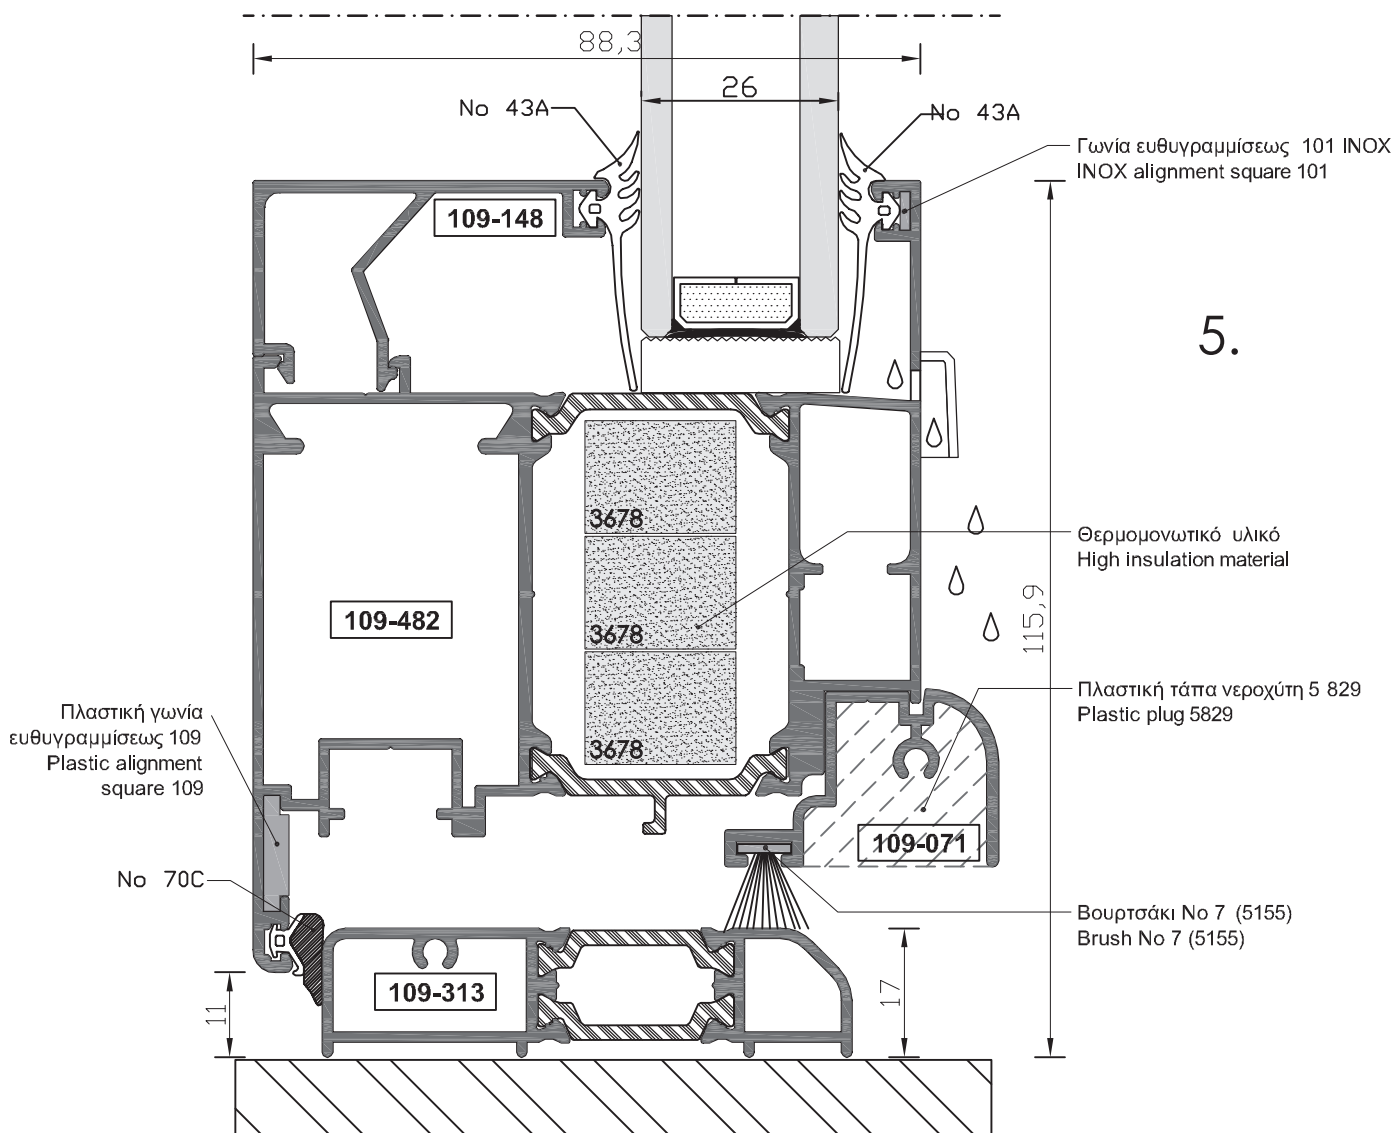 88,3
26
No 43A
No 43A
Γωνία ευθυγραμμίσεως 101 INOX
INOX alignment square 101
109-148
5.
3678
Θερμομονωτικό υλικό
High insulation material
109-482
3678
115,9
Πλαστική τάπα νεροχύτη 5 829
Plastic plug 5829
Πλαστική γωνία
ευθυγραμμίσεως 109
Plastic alignment
square 109
3678
109-071
No 70C
Βουρτσάκι No 7 (5155)
Brush No 7 (5155)
109-313
11
17